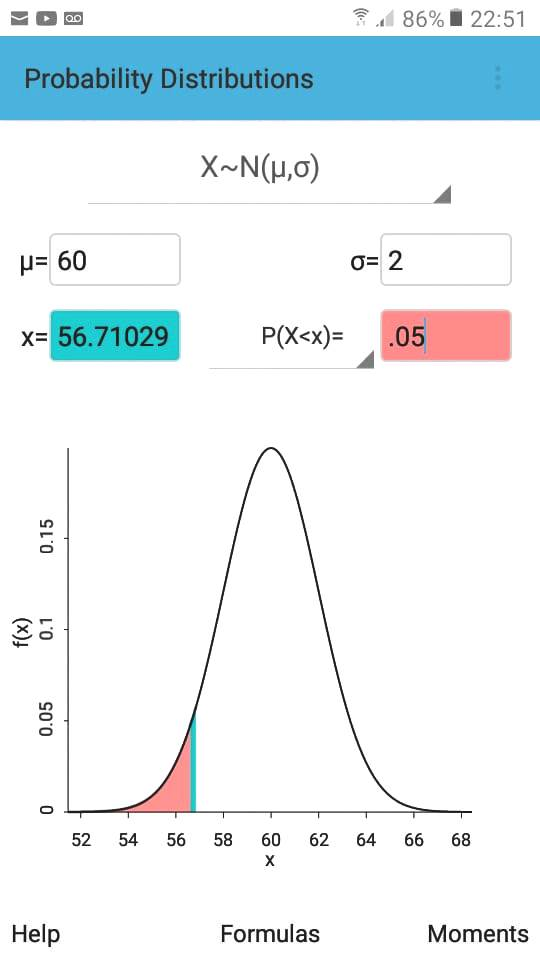 86% 22:51
Probability Distributions
X~N(μ,σ)
μ= 60 σ= 2
x= 56.71029 P(X<x)= .05
0.15
0.1
0.05
0
f(x)
52 54 56 58 60 62 64 66 68
x
Help Formulas Moments